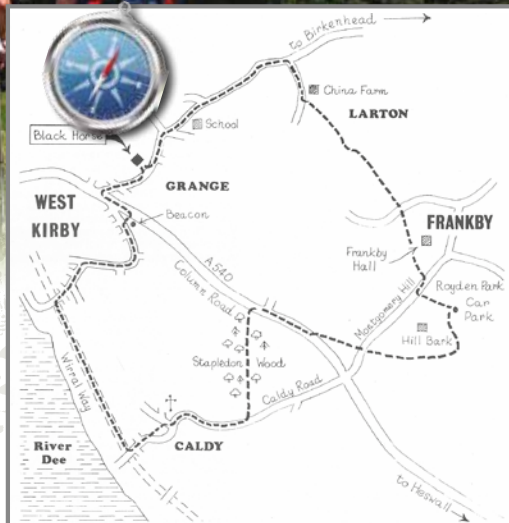 to Birkenhead
China Farm
LARTON
School
Black Horse
GRANGE
WEST
KIRBY
Beacon
FRANKBY
Frankby
Hall
A540
Column Road
Montgomery Hill
Royden Park
Car
Park
Hill Bark
Stapledon Wood
Caldy Road
Wirral Way
CALDY
River
Dee
to Heswall